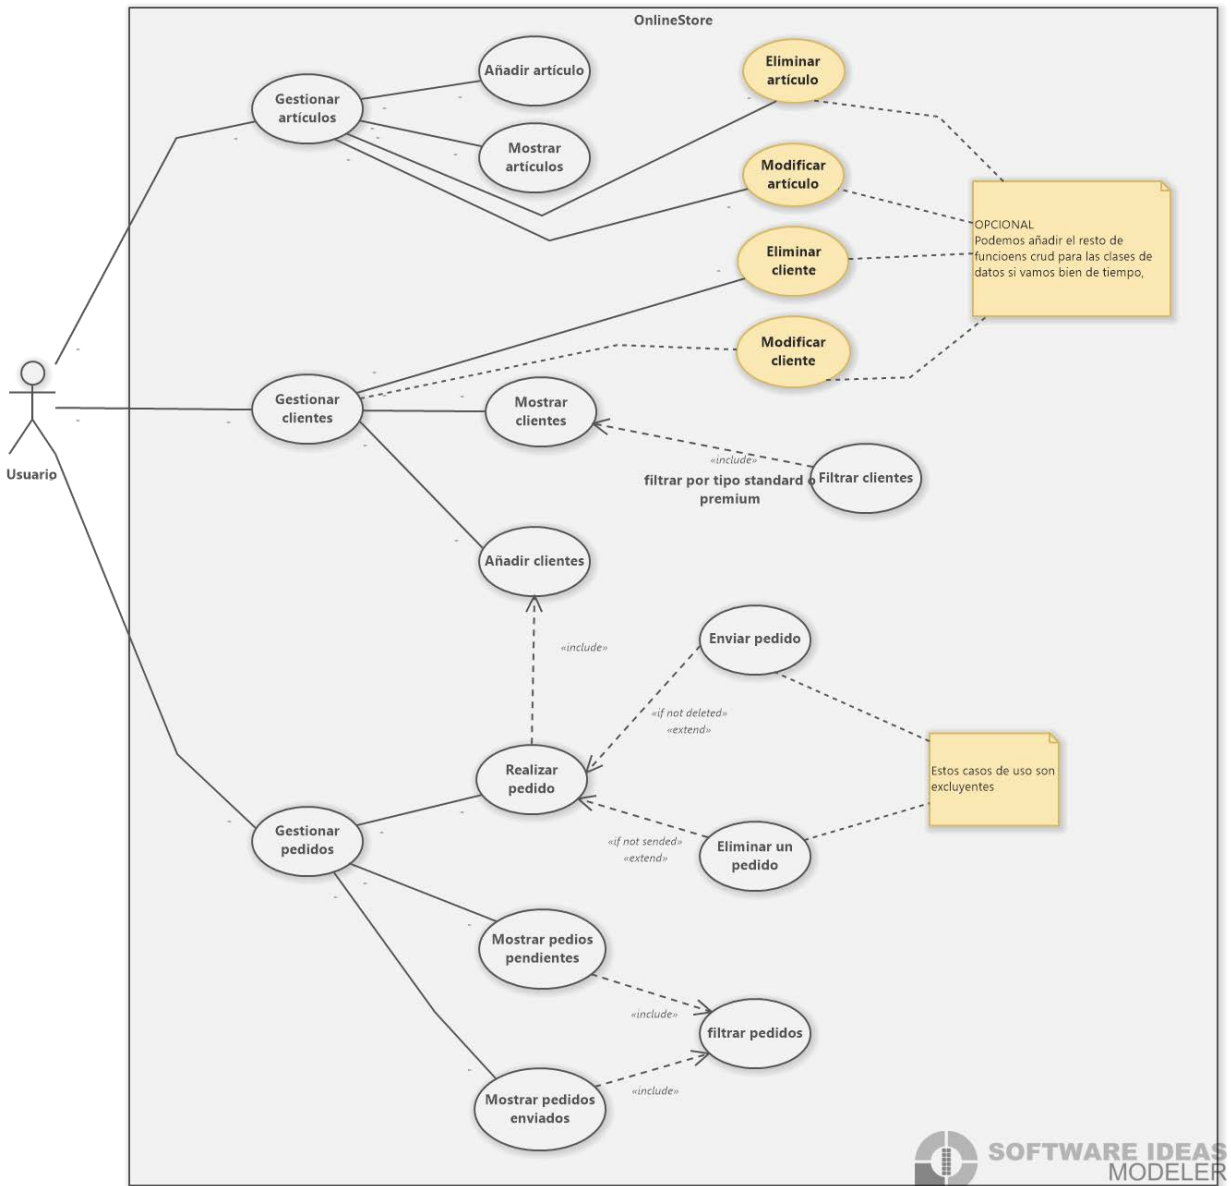 OnlineStore
Añadir artículo
Eliminar
artículo
Gestionar
artículos
Mostrar
artículos
Modificar
artículo
OPCIONAL
Podemos añadir el resto de
funcioens crud para las clases de
datos si vamos bien de tiempo,
Eliminar
cliente
Modificar
cliente
Gestionar
clientes
Mostrar
clientes
«include»
filtrar por tipo standard o
premium
Filtrar clientes
Usuario
Añadir clientes
«include»
Enviar pedido
«if not deleted»
«extend»
Realizar
pedido
Estos casos de uso son
excluyentes
Gestionar
pedidos
«if not sended»
«extend»
Eliminar un
pedido
Mostrar pedios
pendientes
«include»
filtrar pedidos
«include»
Mostrar pedidos
enviados
SOFTWARE IDEAS
MODELER